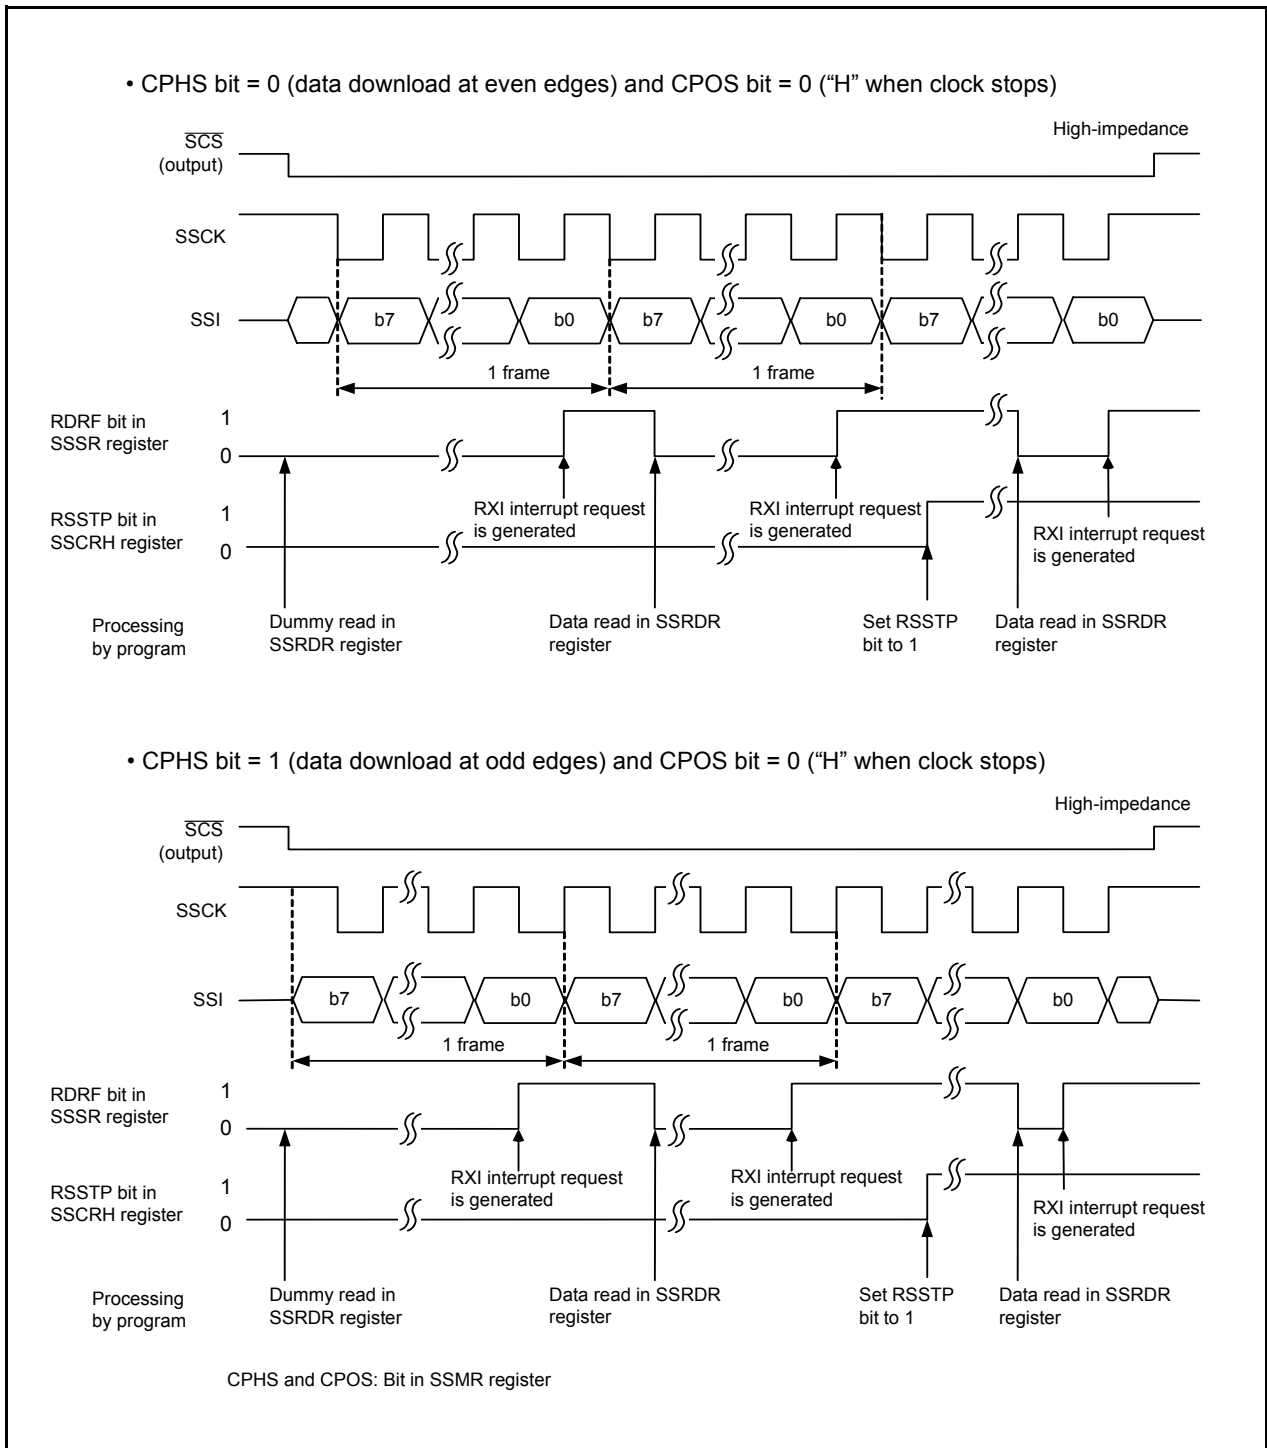 • CPHS bit = 0 (data download at even edges) and CPOS bit = 0 (“H” when clock stops)
SCS
(output)
High-impedance
SSCK
SSI
b7
b0
b7
b0
b7
b0
1 frame
1 frame
RDRF bit in
SSSR register
1
0
RXI interrupt request
is generated
RXI interrupt request
is generated
RXI interrupt request
is generated
RSSTP bit in
SSCRH register
1
0
Processing
by program
Dummy read in
SSRDR register
Data read in SSRDR
register
Set RSSTP
bit to 1
Data read in SSRDR
register
• CPHS bit = 1 (data download at odd edges) and CPOS bit = 0 (“H” when clock stops)
SCS
(output)
High-impedance
SSCK
SSI
b7
b0
b7
b0
b7
b0
1 frame
1 frame
RDRF bit in
SSSR register
1
0
RXI interrupt request
is generated
RXI interrupt request
is generated
RXI interrupt request
is generated
RSSTP bit in
SSCRH register
1
0
Processing
by program
Dummy read in
SSRDR register
Data read in SSRDR
register
Set RSSTP
bit to 1
Data read in SSRDR
register
CPHS and CPOS: Bit in SSMR register